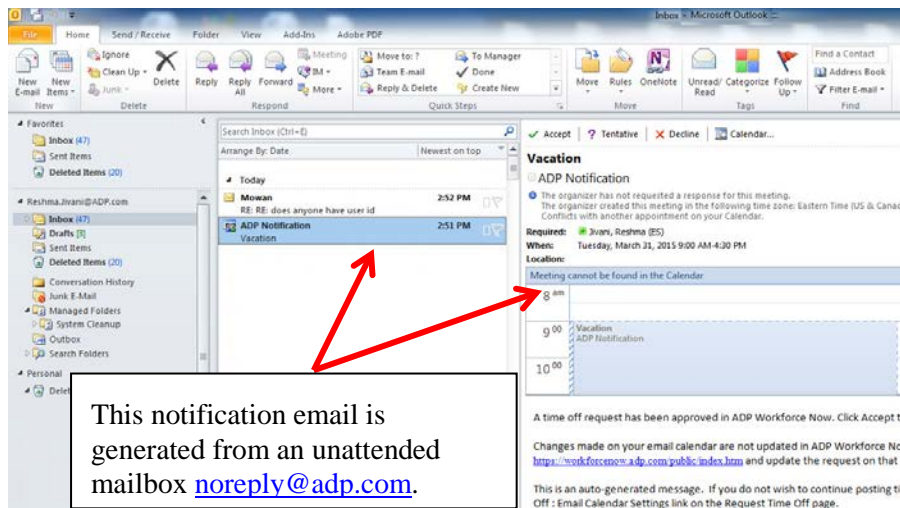 Inbox - Microsoft Outlook
File Home Send / Receive Folder View Add-Ins Adobe PDF
New E-mail New Items Ignore Clean Up Junk Delete Reply Reply All Forward Meeting IM More Move to: ? Team E-mail Reply & Delete To Manager Done Create New Move Rules OneNote Unread/ Read Categorize Follow Up Find a Contact Address Book Filter E-mail
New Delete Respond Quick Steps Move Tags Find
Favorites
Inbox (47)
Sent Items
Deleted Items (20)
Reshma.Jivani@ADP.com
Inbox (47)
Drafts [3]
Sent Items
Deleted Items (20)
Conversation History
Junk E-Mail
Managed Folders
System Cleanup
Outbox
Search Folders
Personal
Delet
Search Inbox (Ctrl+E)
Arrange By: Date Newest on top
Today
Mowan 2:52 PM
RE: RE: does anyone have user id
ADP Notification 2:51 PM
Vacation
Accept ? Tentative Decline Calendar...
Vacation
ADP Notification
The organizer has not requested a response for this meeting.
The organizer created this meeting in the following time zone: Eastern Time (US & Canad
Conflicts with another appointment on your Calendar.
Required: Jivani, Reshma (ES)
When: Tuesday, March 31, 2015 9:00 AM-4:30 PM
Location:
Meeting cannot be found in the Calendar
8 am
9 00 Vacation
ADP Notification
10 00
A time off request has been approved in ADP Workforce Now. Click Accept t
Changes made on your email calendar are not updated in ADP Workforce No
https://workforcenow.adp.com/public/index.htm and update the request on that
This is an auto-generated message. If you do not wish to continue posting ti
Off : Email Calendar Settings link on the Request Time Off page.
This notification email is
generated from an unattended
mailbox noreply@adp.com.